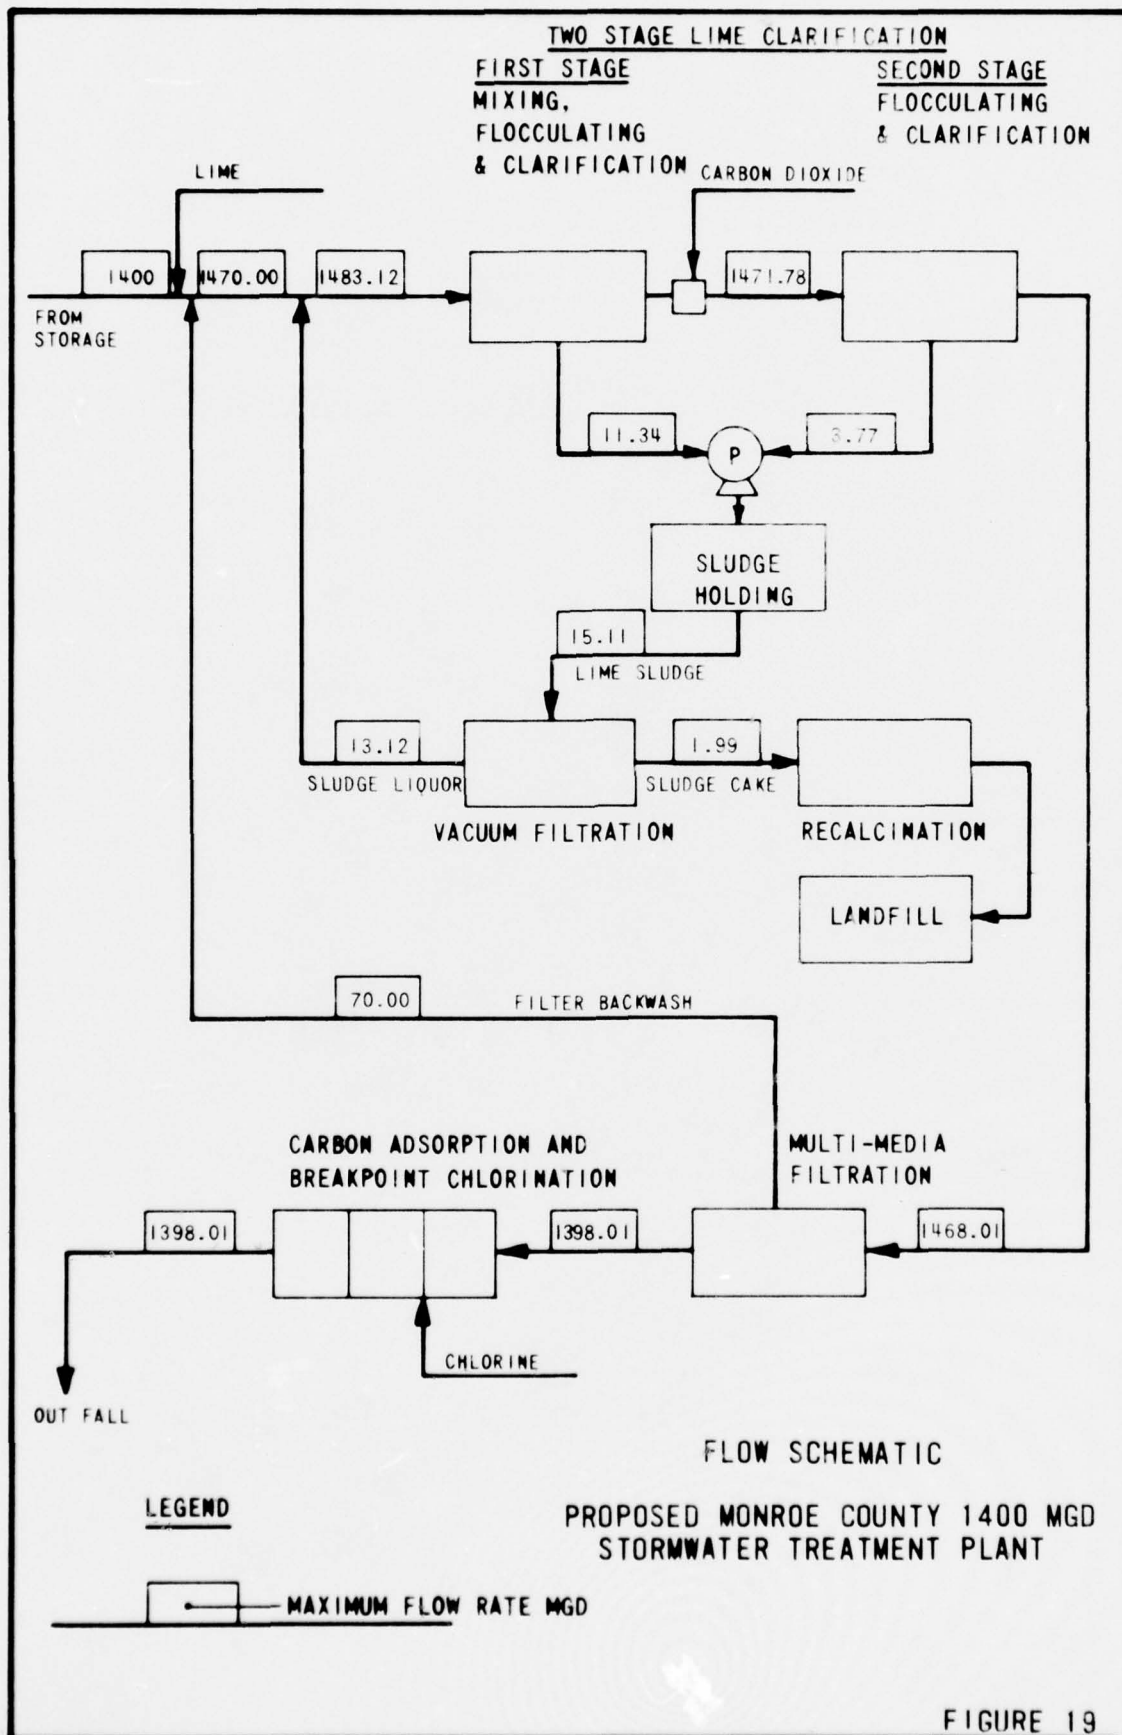 TWO STAGE LIME CLARIFICATION
FIRST STAGE
MIXING,
FLOCCULATING
& CLARIFICATION
SECOND STAGE
FLOCCULATING
& CLARIFICATION
LIME
CARBON DIOXIDE
1400
1470.00
1483.12
1471.78
FROM
STORAGE
11.34
P
3.77
SLUDGE
HOLDING
15.11
LIME SLUDGE
13.12
1.99
SLUDGE LIQUOR
SLUDGE CAKE
VACUUM FILTRATION
RECALCINATION
LANDFILL
70.00
FILTER BACKWASH
CARBON ADSORPTION AND
BREAKPOINT CHLORINATION
MULTI-MEDIA
FILTRATION
1398.01
1398.01
1468.01
CHLORINE
OUT FALL
FLOW SCHEMATIC
PROPOSED MONROE COUNTY 1400 MGD
STORMWATER TREATMENT PLANT
LEGEND
MAXIMUM FLOW RATE MGD
FIGURE 19